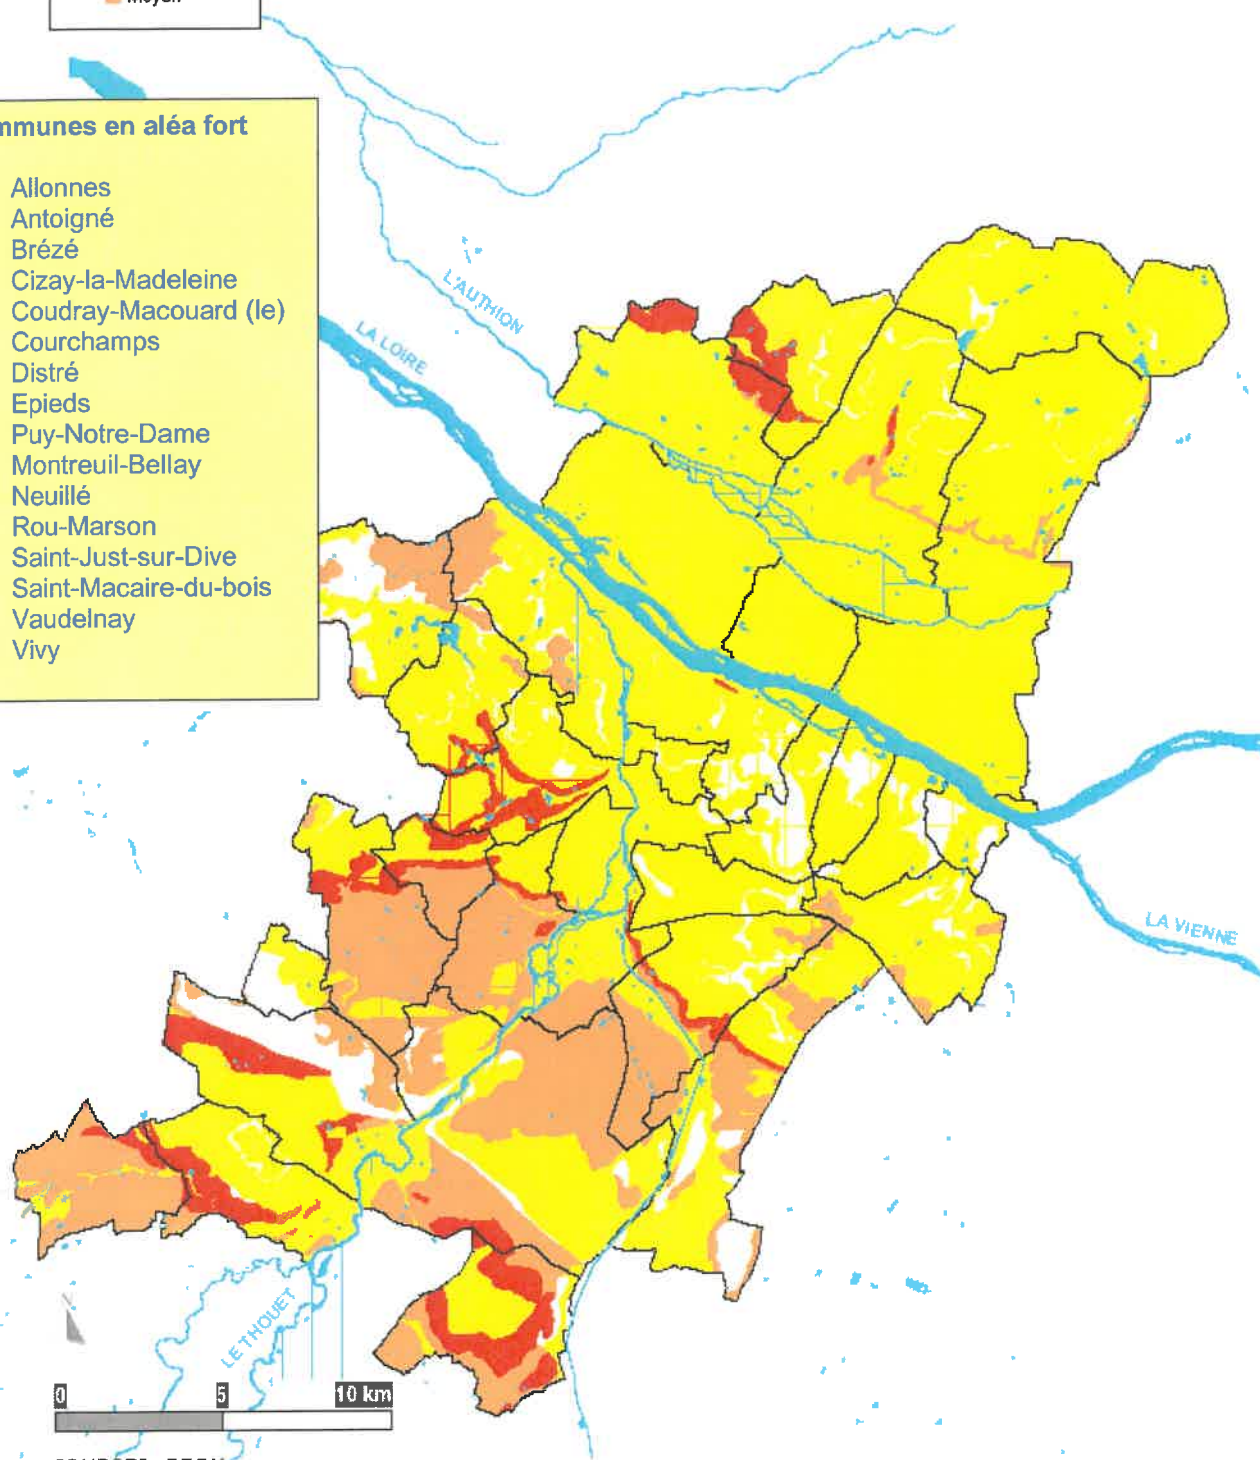 moyen
mmunes en aléa fort
Allonnes
Antoigné
Brézé
Cizay-la-Madeleine
Coudray-Macouard (le)
Courchamps
Distré
Epieds
Puy-Notre-Dame
Montreuil-Bellay
Neuillé
Rou-Marson
Saint-Just-sur-Dive
Saint-Macaire-du-bois
Vaudelnay
Vivy
L'AUTHION
LA LOIRE
LA VIENNE
LE THOUET
N
0 5 10 km